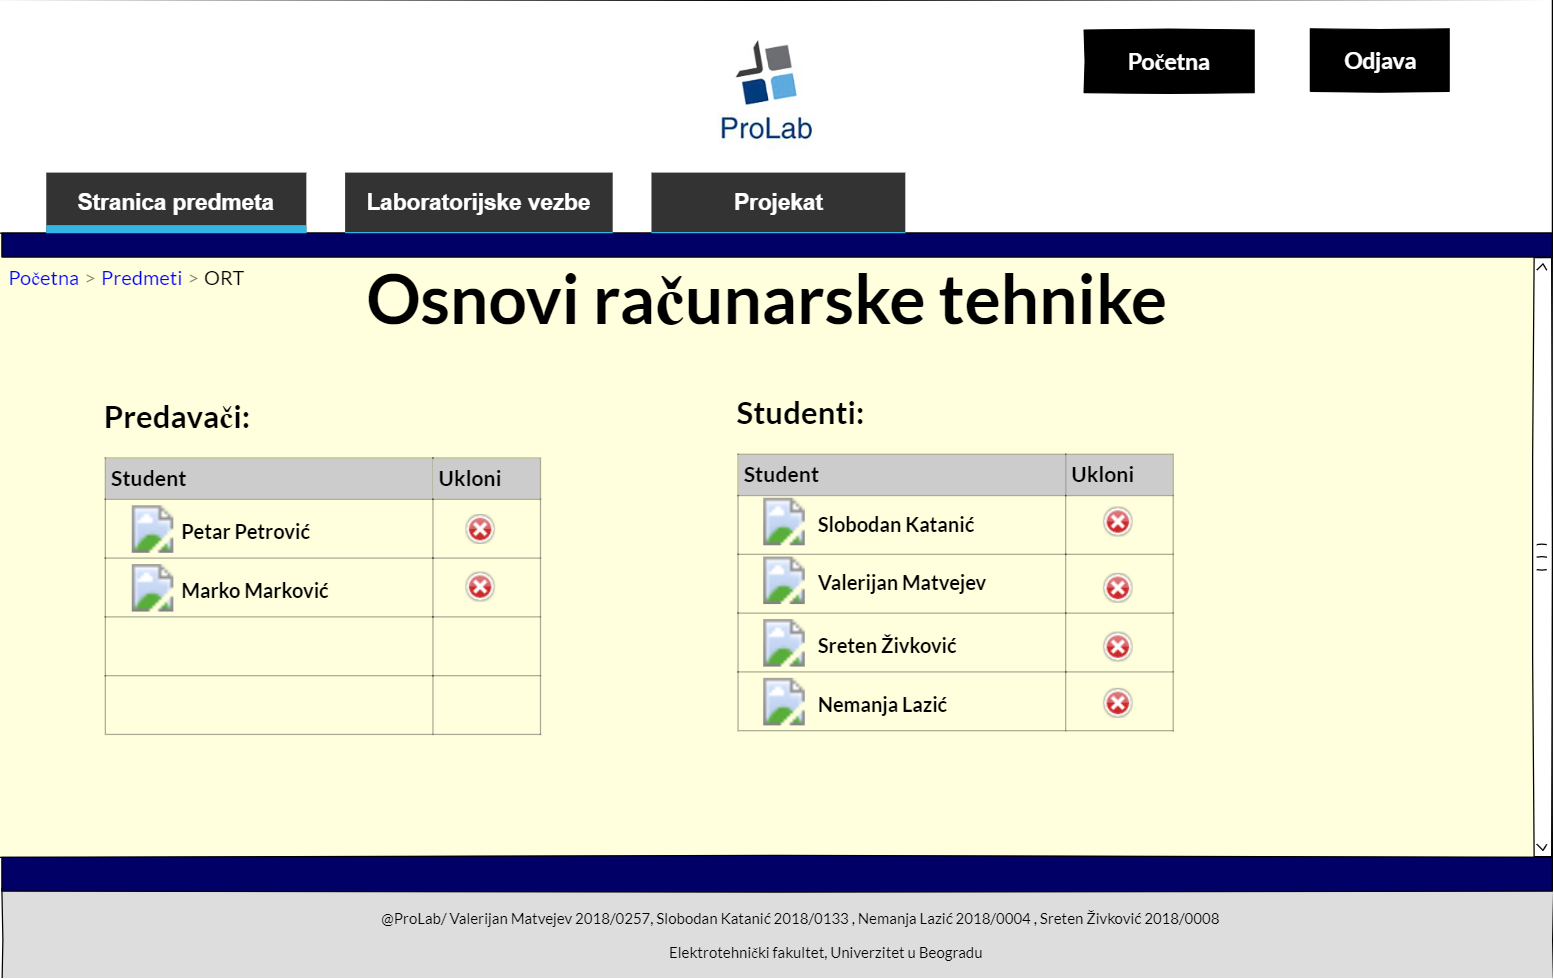 Početna
Odjava
ProLab
Stranica predmeta
Laboratorijske vezbe
Projekat
Početna > Predmeti > ORT
Osnovi računarske tehnike
Predavači:
Student Ukloni
Petar Petrović
Marko Marković
Studenti:
Student Ukloni
Slobodan Katanić
Valerijan Matvejev
Sreten Živković
Nemanja Lazić
@ProLab/ Valerijan Matvejev 2018/0257, Slobodan Katanić 2018/0133 , Nemanja Lazić 2018/0004 , Sreten Živković 2018/0008
Elektrotehnički fakultet, Univerzitet u Beogradu